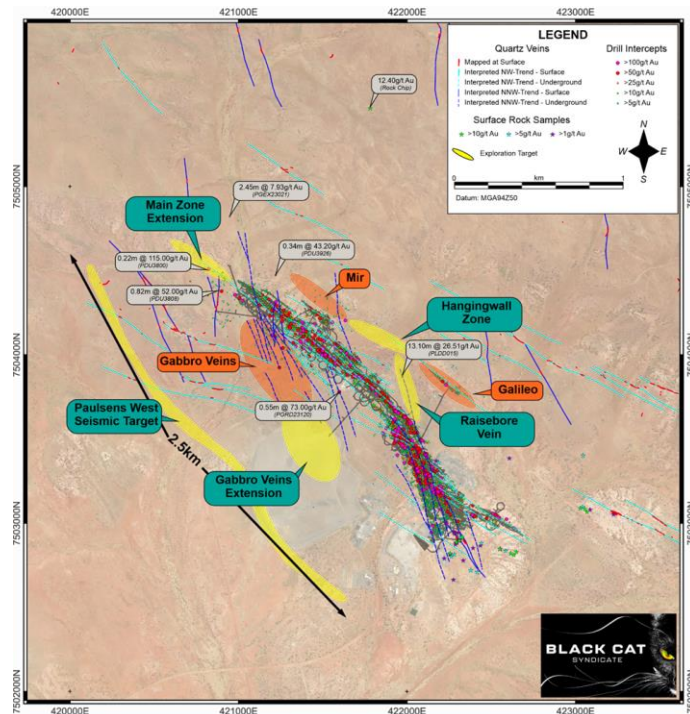 420000E
421000E
422000E
423000E
LEGEND
Quartz Veins
Mapped at Surface
Interpreted NW-Trend - Surface
Interpreted NW-Trend - Underground
Interpreted NNW-Trend - Surface
Interpreted NNW-Trend - Underground
Drill Intercepts
>100g/t Au
>50g/t Au
>25g/t Au
>10g/t Au
>5g/t Au
Surface Rock Samples
>10g/t Au
>5g/t Au
>1g/t Au
Exploration Target
N
W
E
S
0
1
km
Datum: MGA94Z50
12.40g/t Au
(Rock Chip)
7505000N
7505000N
2.45m @ 7.93g/t Au
(PGEX23021)
Main Zone
Extension
0.34m @ 43.20g/t Au
(PDU3926)
0.22m @ 115.00g/t Au
(PDU3800)
Mir
0.82m @ 52.00g/t Au
(PDU3808)
Hangingwall
Zone
13.10m @ 26.51g/t Au
(PLDD015)
7504000N
7504000N
Gabbro Veins
Galileo
0.55m @ 73.00g/t Au
(PGRD23120)
Raisebore
Vein
Paulsens West
Seismic Target
2.5km
Gabbro Veins
Extension
7503000N
7503000N
BLACK CAT
SYNDICATE
7502000N
7502000N
420000E
421000E
422000E
423000E